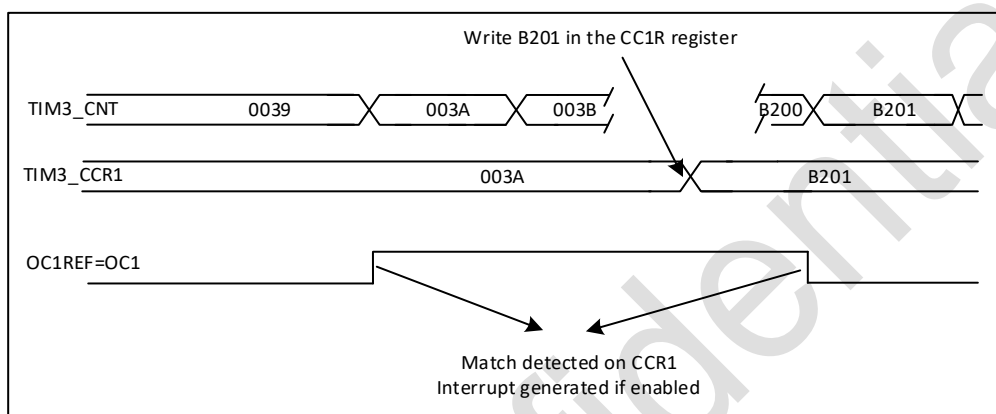 Write B201 in the CC1R register
TIM3_CNT 0039 003A 003B B200 B201
TIM3_CCR1 003A B201
OC1REF=OC1
Match detected on CCR1
Interrupt generated if enabled
fidentia